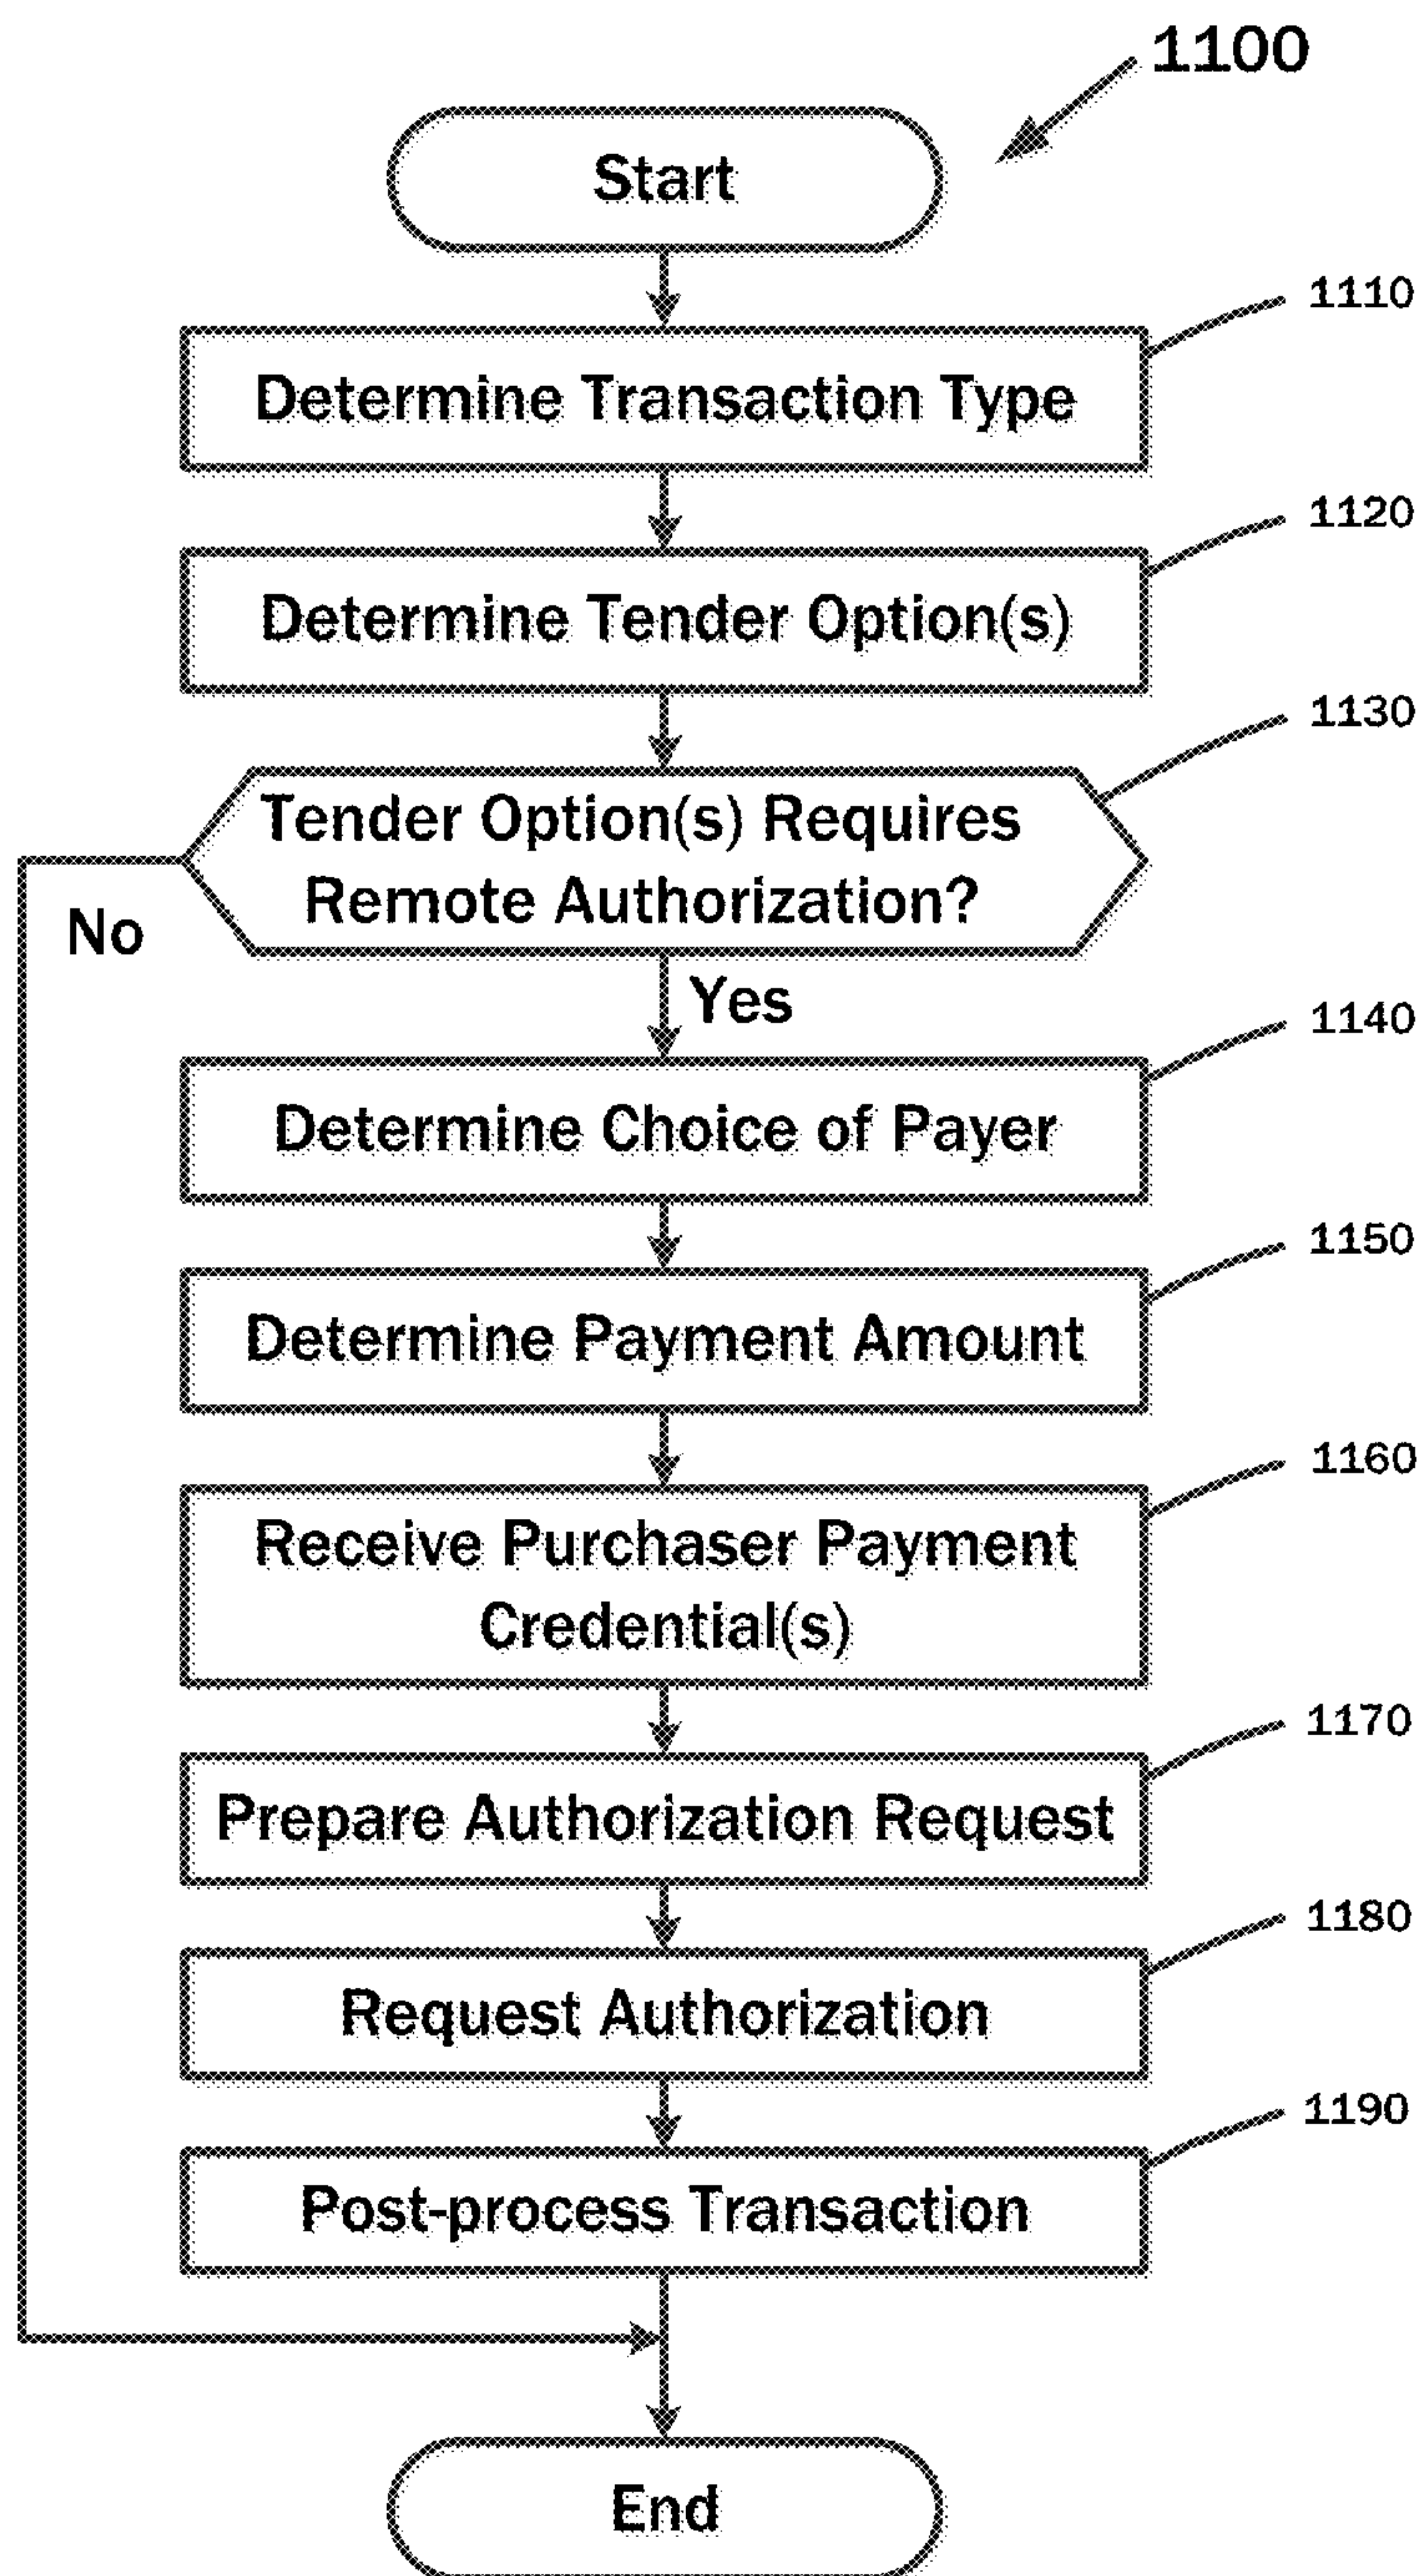 1100
Start
1110
Determine Transaction Type
1120
Determine Tender Option(s)
1130
Tender Option(s) Requires
Remote Authorization?
No
Yes
1140
Determine Choice of Payer
1150
Determine Payment Amount
1160
Receive Purchaser Payment
Credential(s)
1170
Prepare Authorization Request
1180
Request Authorization
1190
Post-process Transaction
End